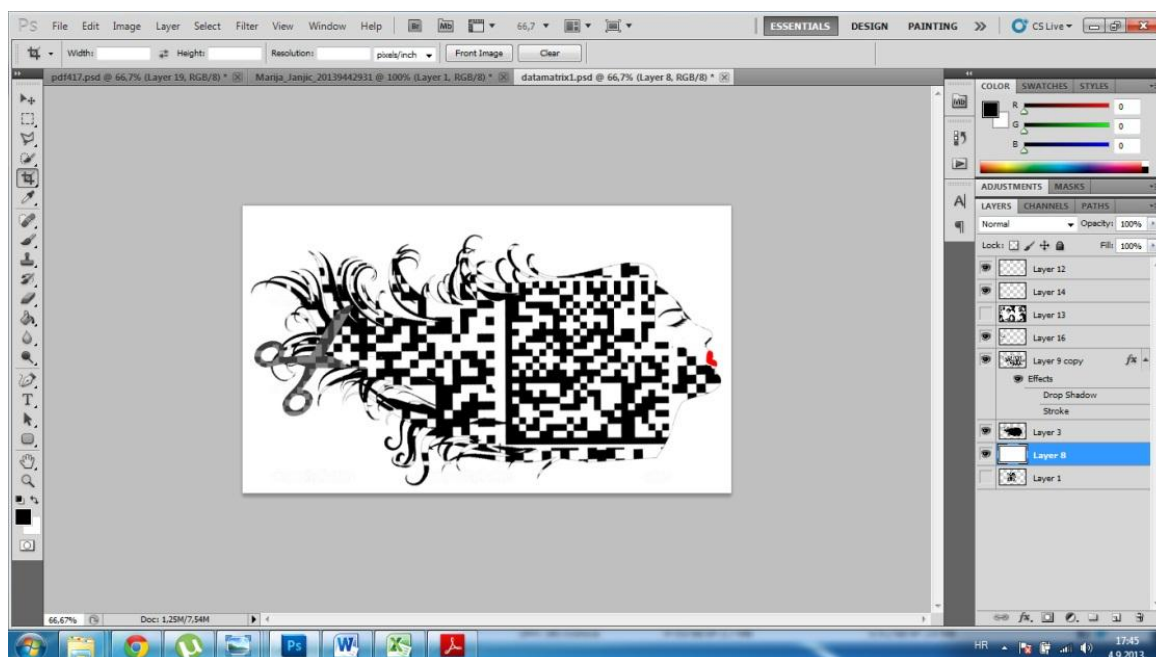 PS File Edit Image Layer Select Filter View Window Help Br Mb 66,7 ESSENTIALS DESIGN PAINTING CS Live
Width: Height: Resolution: pixels/inch Front Image Clear
pdf417.psd @ 66,7% (Layer 19, RGB/8) * Marija_Janjic_20139442931 @ 100% (Layer 1, RGB/8) * datamatrix1.psd @ 66,7% (Layer 8, RGB/8) *
COLOR SWATCHES STYLES
R 0
G 0
B 0
ADJUSTMENTS MASKS
LAYERS CHANNELS PATHS
Normal Opacity: 100%
Lock: Fill: 100%
Layer 12
Layer 14
Layer 13
Layer 16
Layer 9 copy fx
Effects
Drop Shadow
Stroke
Layer 3
Layer 8
Layer 1
66,67% Doc: 1,25M/7,54M
HR 17:45
4.9.2013